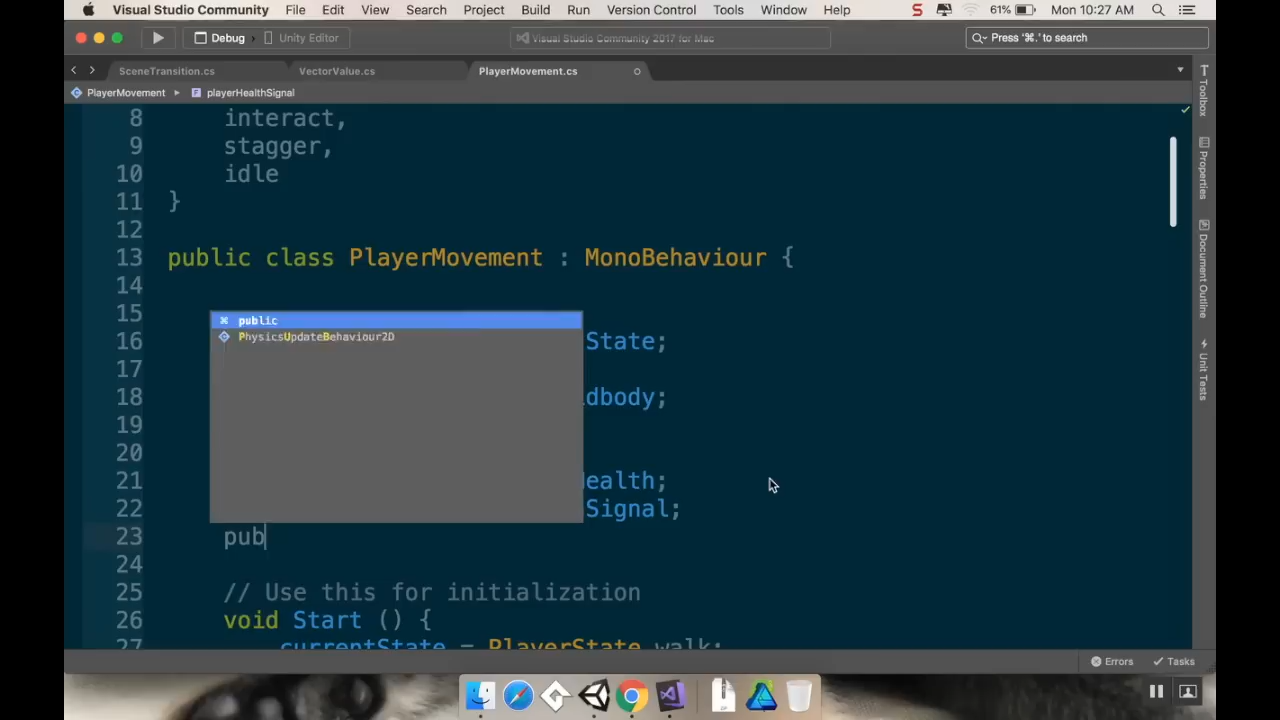 Visual Studio Community File Edit View Search Project Build Run Version Control Tools Window Help S 61% Mon 10:27 AM
Debug Unity Editor Visual Studio Community 2017 for Mac Press ‘⌘.’ to search
SceneTransition.cs VectorValue.cs PlayerMovement.cs
PlayerMovement playerHealthSignal
8 interact,
9 stagger,
10 idle
11 }
12
13 public class PlayerMovement : MonoBehaviour {
14
15
public
16 State;
PhysicsUpdateBehaviour2D
17
18 dbody;
19
20
21 Health;
22 Signal;
23 pub
24
25 // Use this for initialization
26 void Start () {
27 currentState = PlayerState.walk;
Toolbox
Properties
Document Outline
Unit Tests
Errors Tasks